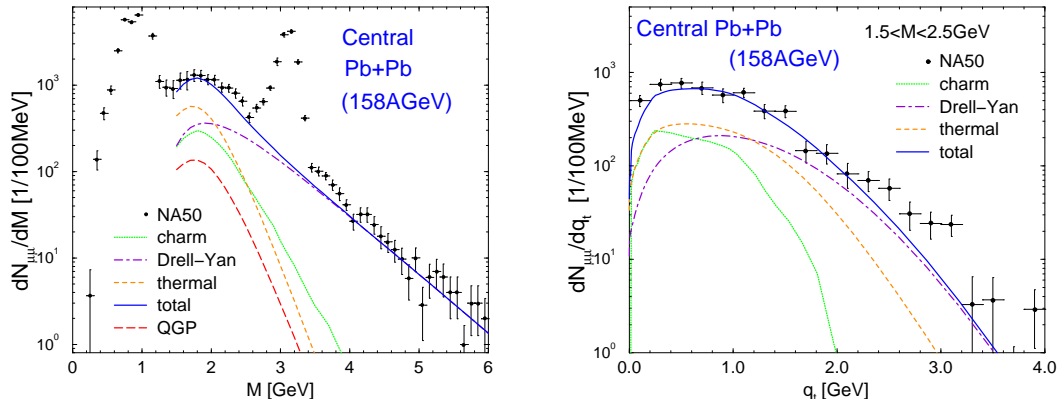 Central
Pb+Pb
(158AGeV)
dN_μμ/dM [1/100MeV]
10^3
10^2
10^1
10^0
NA50
charm
Drell−Yan
thermal
total
QGP
0 1 2 3 4 5 6
M [GeV]
Central Pb+Pb
(158AGeV)
1.5<M<2.5GeV
NA50
charm
Drell−Yan
thermal
total
dN_μμ/dq_t [1/100MeV]
10^4
10^3
10^2
10^1
10^0
0.0 1.0 2.0 3.0 4.0
q_t [GeV]